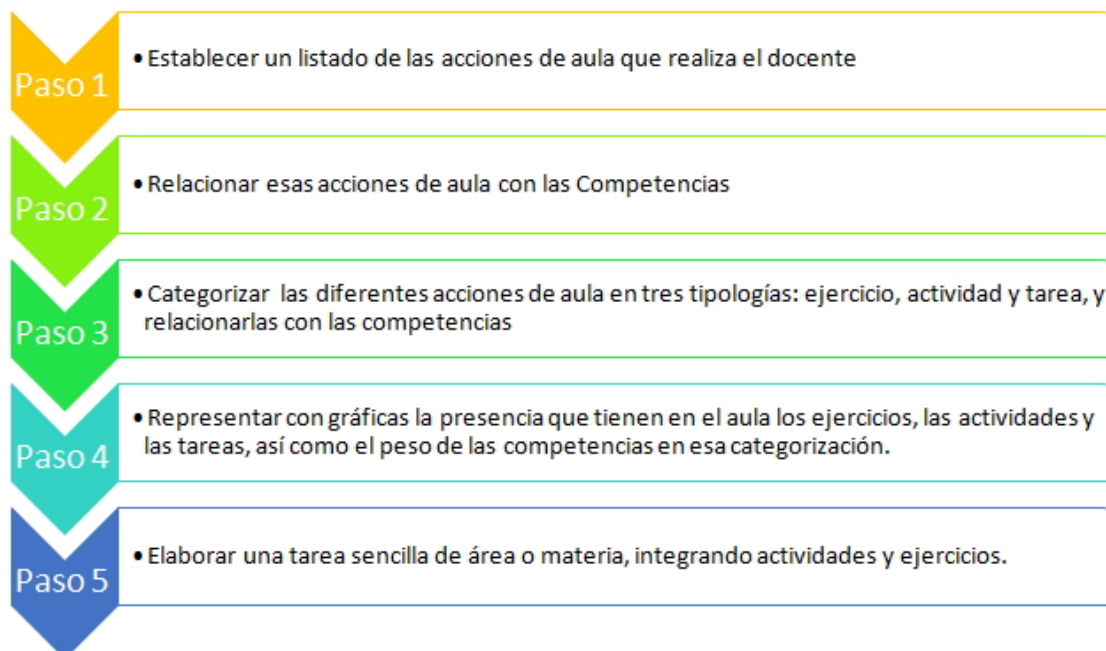 Paso 1
• Establecer un listado de las acciones de aula que realiza el docente
Paso 2
• Relacionar esas acciones de aula con las Competencias
Paso 3
• Categorizar las diferentes acciones de aula en tres tipologías: ejercicio, actividad y tarea, y
relacionarlas con las competencias
Paso 4
• Representar con gráficas la presencia que tienen en el aula los ejercicios, las actividades y
las tareas, así como el peso de las competencias en esa categorización.
Paso 5
• Elaborar una tarea sencilla de área o materia, integrando actividades y ejercicios.